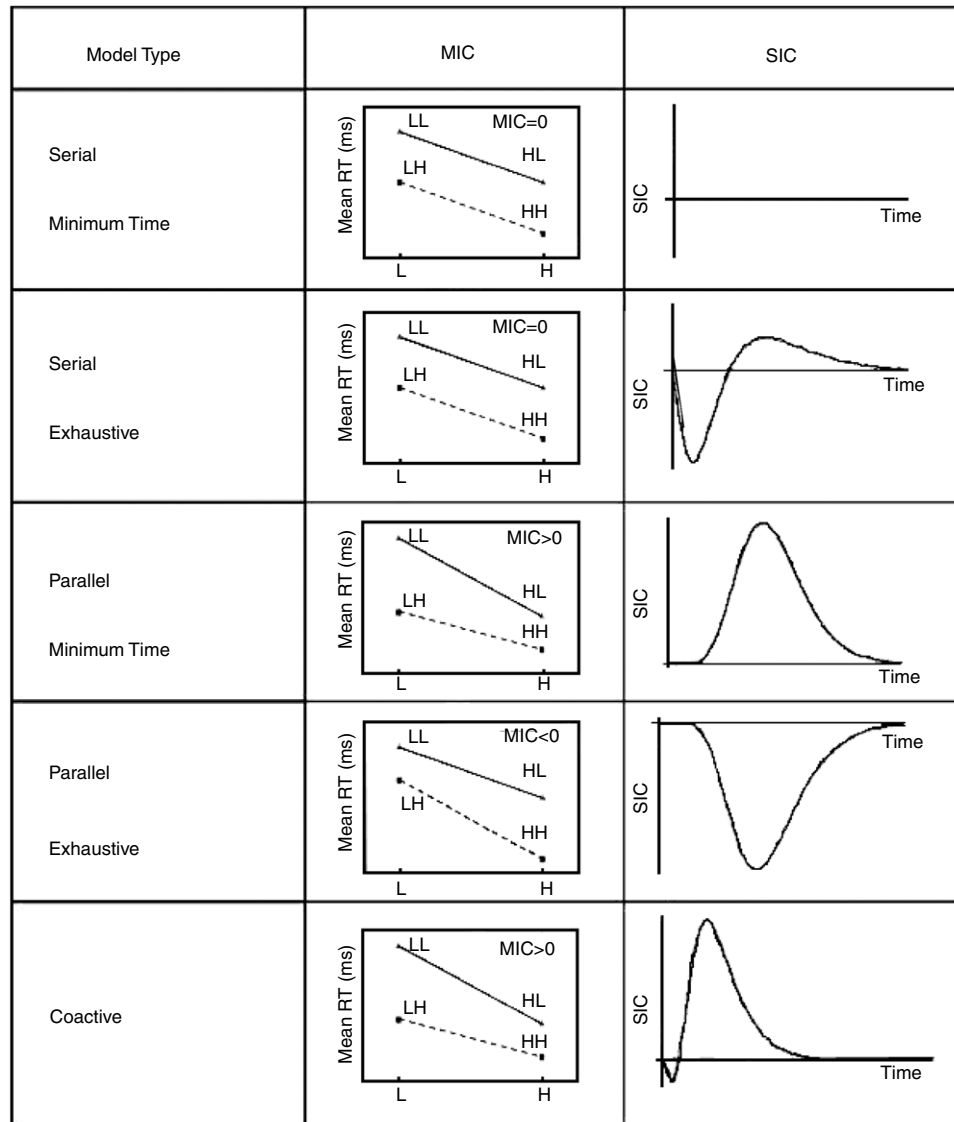 Model Type
MIC
SIC
Serial
Minimum Time
Mean RT (ms)
LL
MIC=0
HL
LH
HH
L
H
SIC
Time
Serial
Exhaustive
Mean RT (ms)
LL
MIC=0
HL
LH
HH
L
H
SIC
Time
Parallel
Minimum Time
Mean RT (ms)
LL
MIC>0
HL
LH
HH
L
H
SIC
Time
Parallel
Exhaustive
Mean RT (ms)
LL
MIC<0
HL
LH
HH
L
H
SIC
Time
Coactive
Mean RT (ms)
LL
MIC>0
HL
LH
HH
L
H
SIC
Time